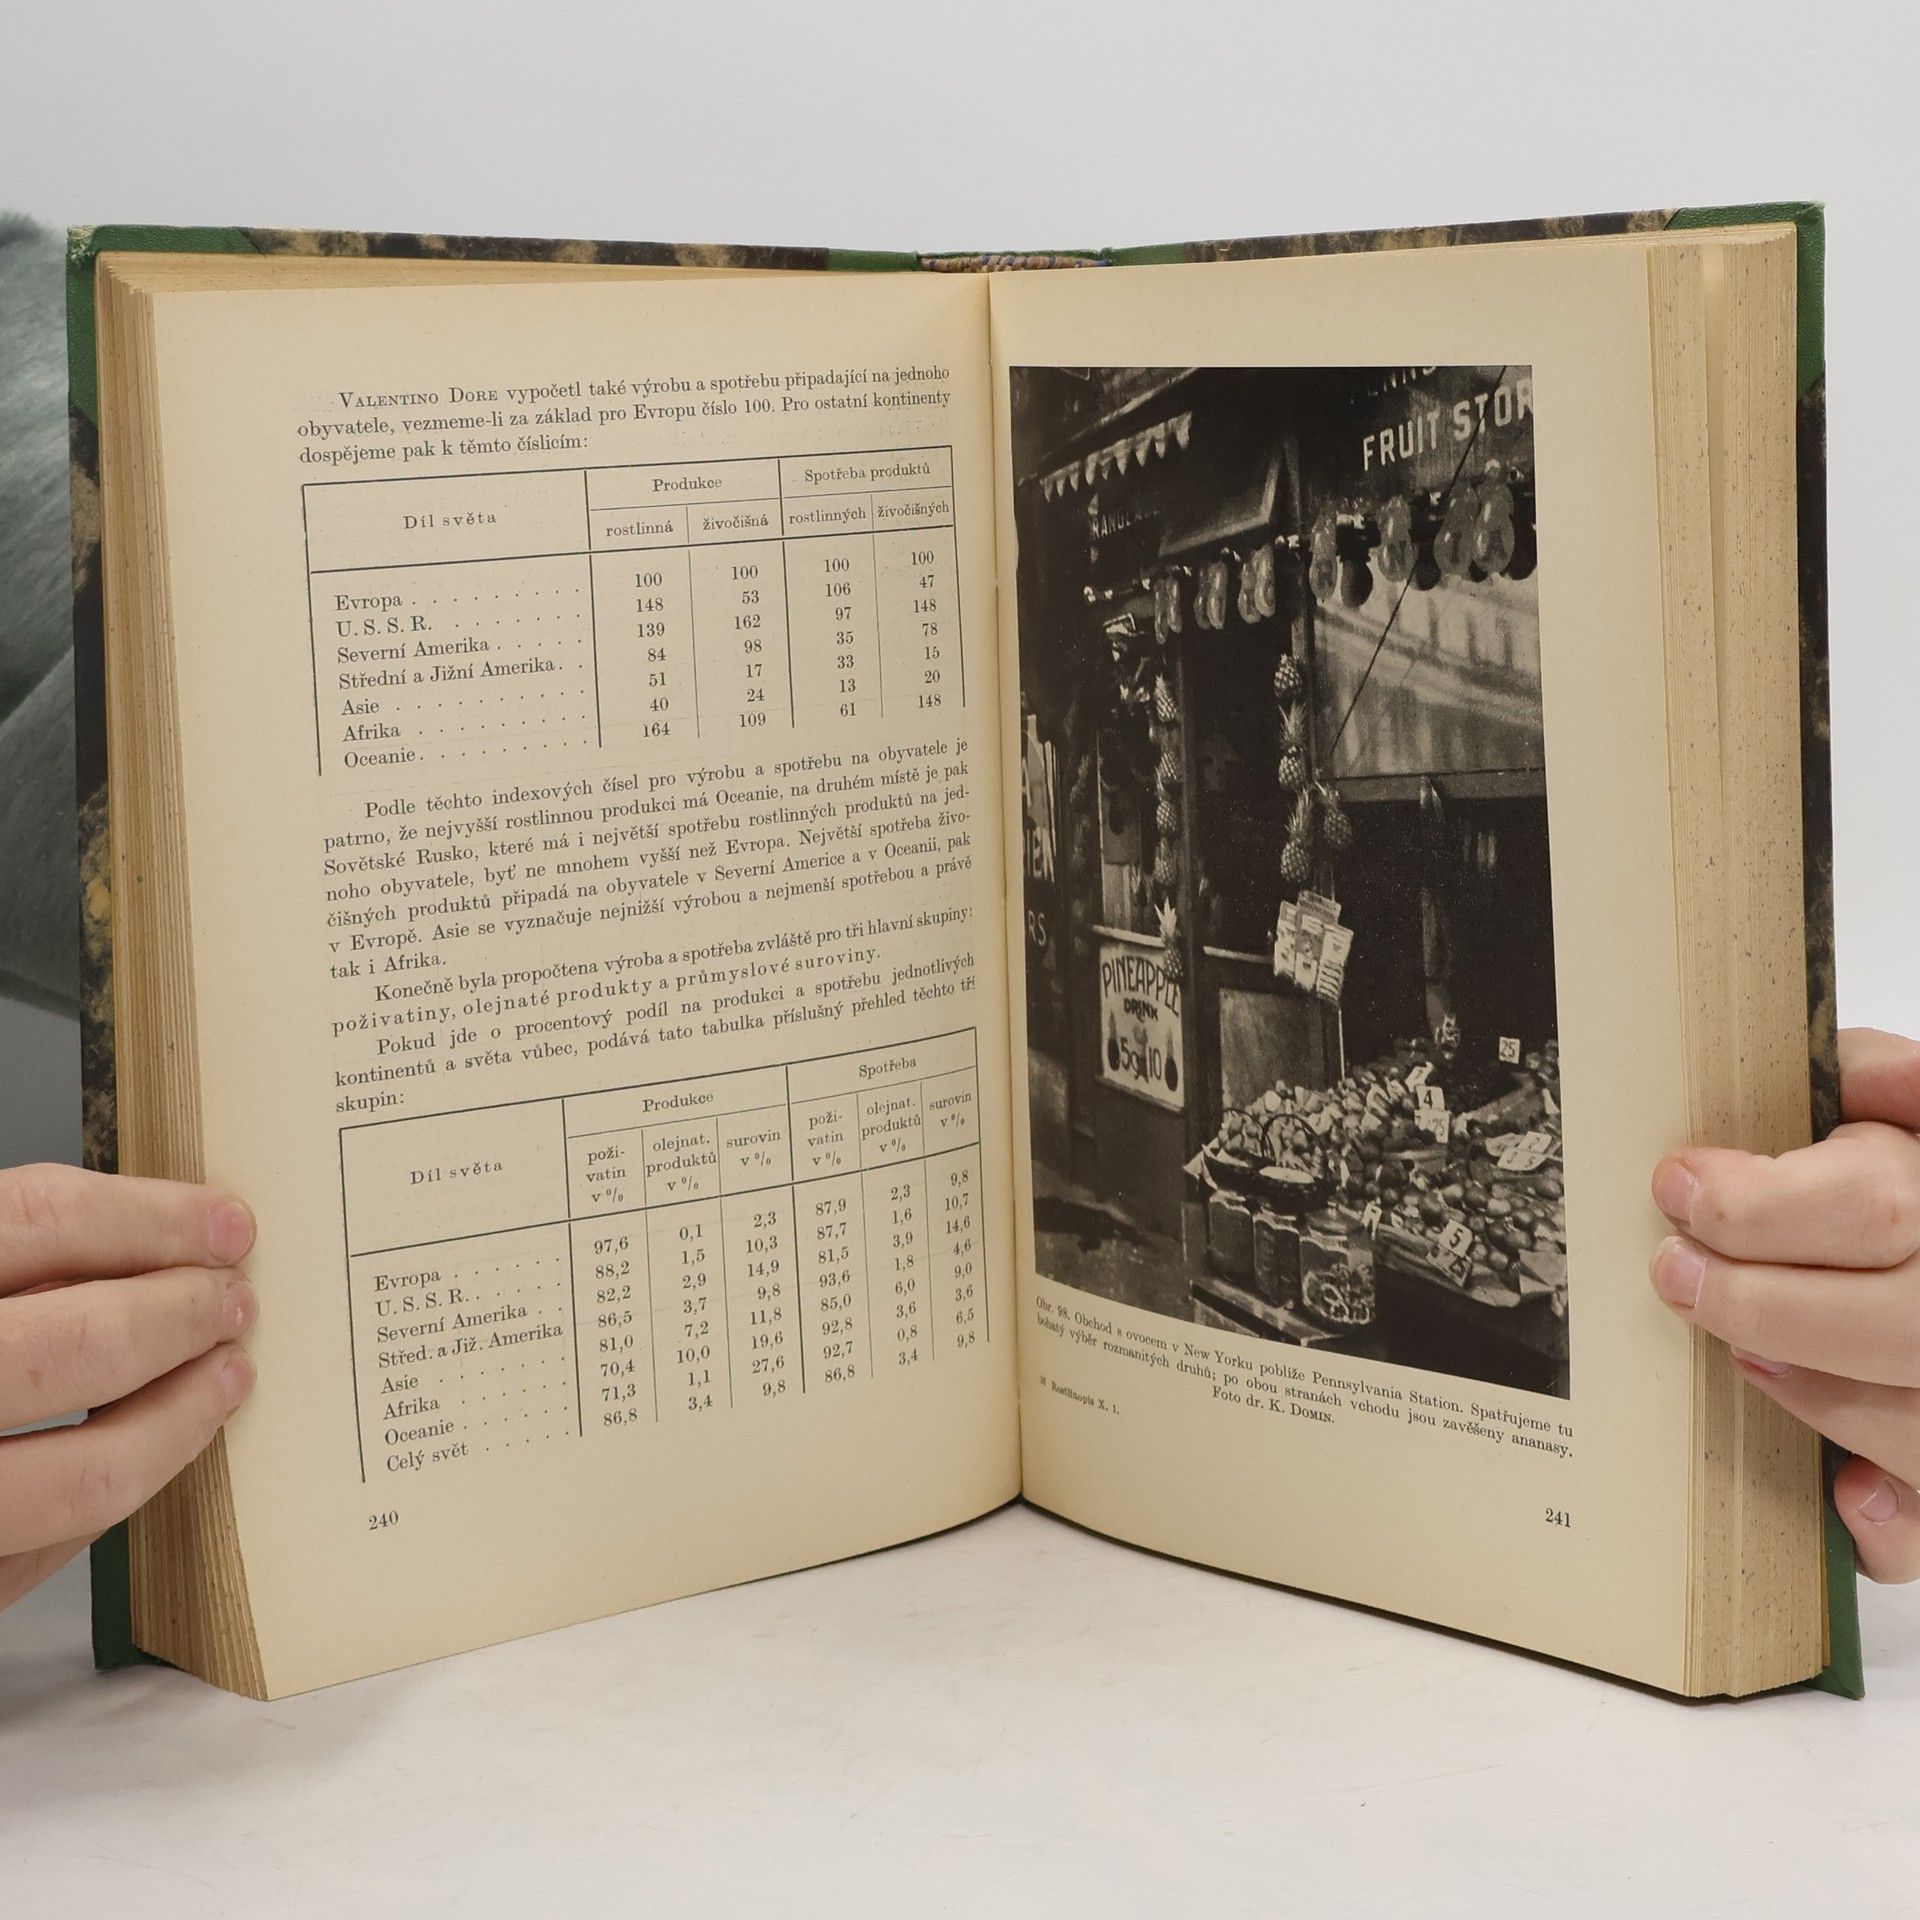 VALENTINO DORE vypočetl také výrobu a spotřebu připadající na jednoho
obyvatele, vezmeme-li za základ pro Evropu číslo 100. Pro ostatní kontinenty
dospějeme pak k těmto číslicím:
Díl světa Produkce Spotřeba produktů
rostlinná živočišná rostlinných živočišných
Evropa . . . . . . . . . 100 100 100 100
U. S. S. R. . . . . . . . 148 53 106 47
Severní Amerika . . . . . 139 162 97 148
Střední a Jižní Amerika . . 84 98 35 78
Asie . . . . . . . . . . 51 17 33 15
Afrika . . . . . . . . . 40 24 13 20
Oceanie . . . . . . . . . 164 109 61 148
Podle těchto indexových čísel pro výrobu a spotřebu na obyvatele je
patrno, že nejvyšší rostlinnou produkci má Oceanie, na druhém místě je pak
Sovětské Rusko, které má i největší spotřebu rostlinných produktů na jed-
noho obyvatele, byť ne mnohem vyšší než Evropa. Největší spotřeba živo-
čišných produktů připadá na obyvatele v Severní Americe a v Oceanii, pak
v Evropě. Asie se vyznačuje nejnižší výrobou a nejmenší spotřebou a právě
tak i Afrika.
Konečně byla propočtena výroba a spotřeba zvláště pro tři hlavní skupiny:
poživatiny, olejnaté produkty a průmyslové suroviny.
Pokud jde o procentový podíl na produkci a spotřebu jednotlivých
kontinentů a světa vůbec, podává tato tabulka příslušný přehled těchto tří
skupin:
Díl světa Produkce Spotřeba
poži-
vatin
v % olejnat.
produktů
v % surovin
v % poži-
vatin
v % olejnat.
produktů
v % surovin
v %
Evropa . . . . . . 97,6 0,1 2,3 87,9 2,3 9,8
U. S. S. R. . . . . . 88,2 1,5 10,3 87,7 1,6 10,7
Severní Amerika . . 82,2 2,9 14,9 81,5 3,9 14,6
Střed. a Již. Amerika 86,5 3,7 9,8 93,6 1,8 4,6
Asie . . . . . . 81,0 7,2 11,8 85,0 6,0 9,0
Afrika . . . . . . 70,4 10,0 19,6 92,8 3,6 3,6
Oceanie . . . . . . 71,3 1,1 27,6 92,7 0,8 6,5
Celý svět . . . . . 86,8 3,4 9,8 86,8 3,4 9,8
240
FRUIT STOR
PINEAPPLE
DRINK
5¢ 10
25
4
5
Obr. 98. Obchod s ovocem v New Yorku poblíže Pennsylvania Station. Spatřujeme tu
bohatý výběr rozmanitých druhů; po obou stranách vchodu jsou zavěšeny ananasy.
Foto dr. K. DOMIN.
16 Rostlinopis X. 1.
241